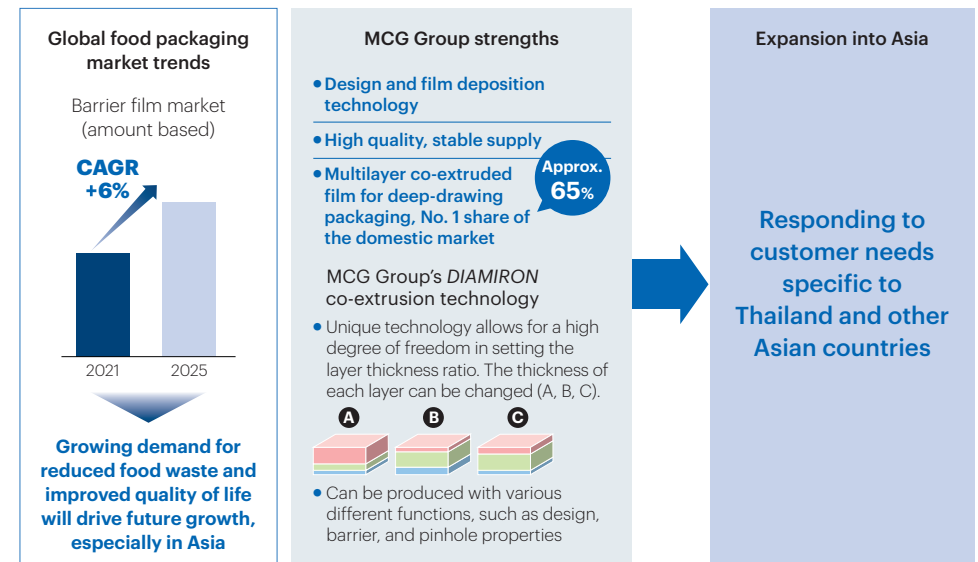 Global food packaging
market trends
Barrier film market
(amount based)
CAGR
+6%
2021
2025
Growing demand for
reduced food waste and
improved quality of life
will drive future growth,
especially in Asia
MCG Group strengths
• Design and film deposition
technology
• High quality, stable supply
• Multilayer co-extruded
film for deep-drawing
packaging, No. 1 share of
the domestic market
Approx.
65%
MCG Group's DIAMIRON
co-extrusion technology
• Unique technology allows for a high
degree of freedom in setting the
layer thickness ratio. The thickness of
each layer can be changed (A, B, C).
A
B
C
• Can be produced with various
different functions, such as design,
barrier, and pinhole properties
Expansion into Asia
Responding to
customer needs
specific to
Thailand and other
Asian countries